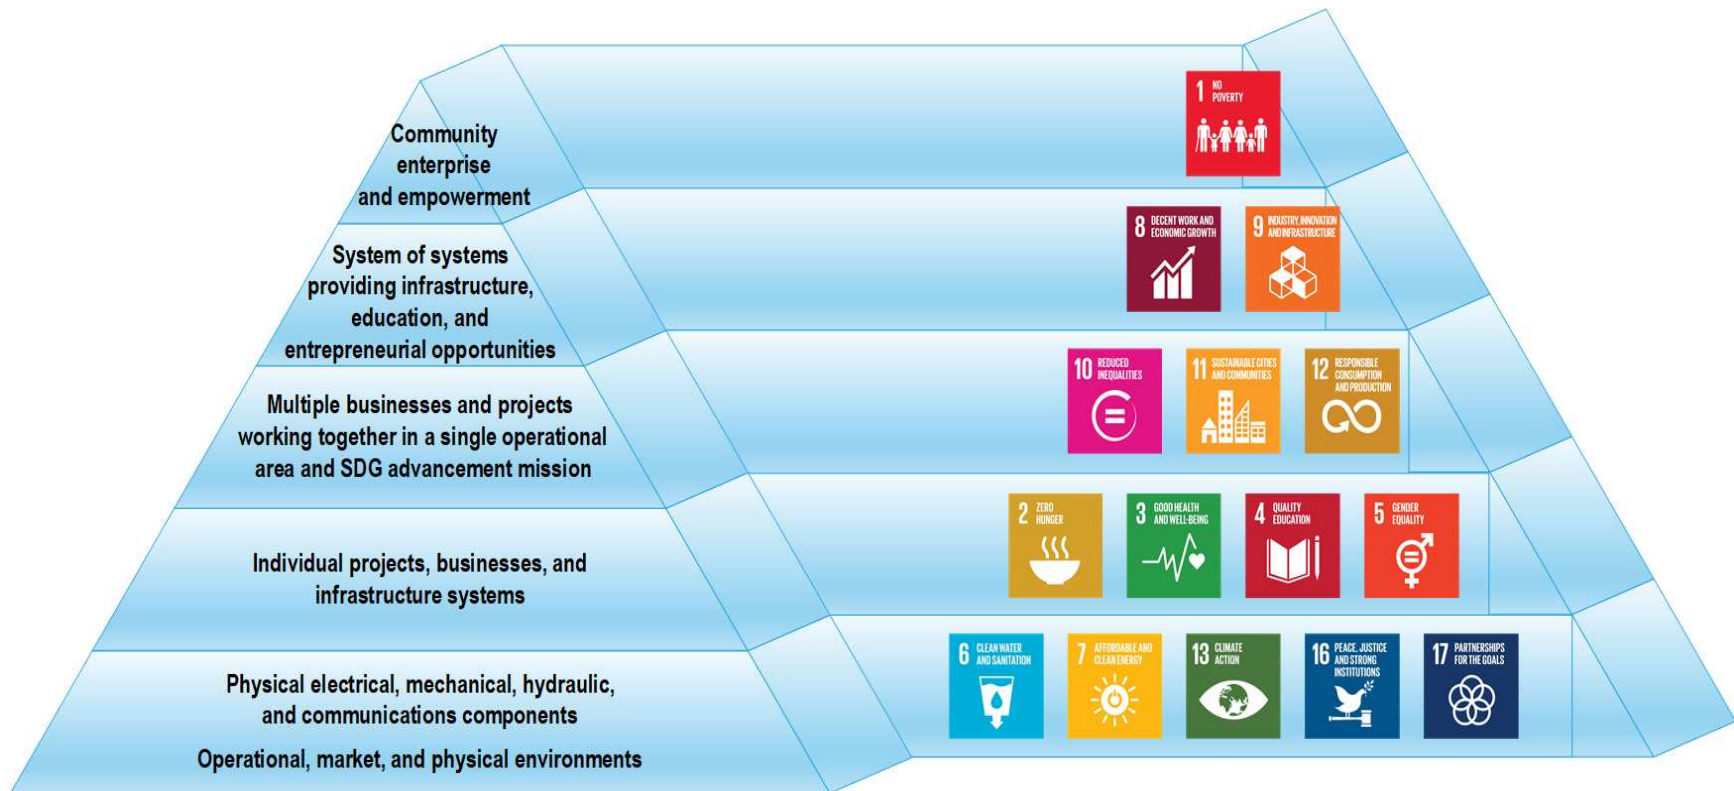 Community
enterprise
and empowerment
1 NO
POVERTY
System of systems
providing infrastructure,
education, and
entrepreneurial opportunities
8 DECENT WORK AND
ECONOMIC GROWTH
9 INDUSTRY, INNOVATION
AND INFRASTRUCTURE
Multiple businesses and projects
working together in a single operational
area and SDG advancement mission
10 REDUCED
INEQUALITIES
11 SUSTAINABLE CITIES
AND COMMUNITIES
12 RESPONSIBLE
CONSUMPTION
AND PRODUCTION
Individual projects, businesses, and
infrastructure systems
2 ZERO
HUNGER
3 GOOD HEALTH
AND WELL-BEING
4 QUALITY
EDUCATION
5 GENDER
EQUALITY
Physical electrical, mechanical, hydraulic,
and communications components
Operational, market, and physical environments
6 CLEAN WATER
AND SANITATION
7 AFFORDABLE AND
CLEAN ENERGY
13 CLIMATE
ACTION
16 PEACE, JUSTICE
AND STRONG
INSTITUTIONS
17 PARTNERSHIPS
FOR THE GOALS